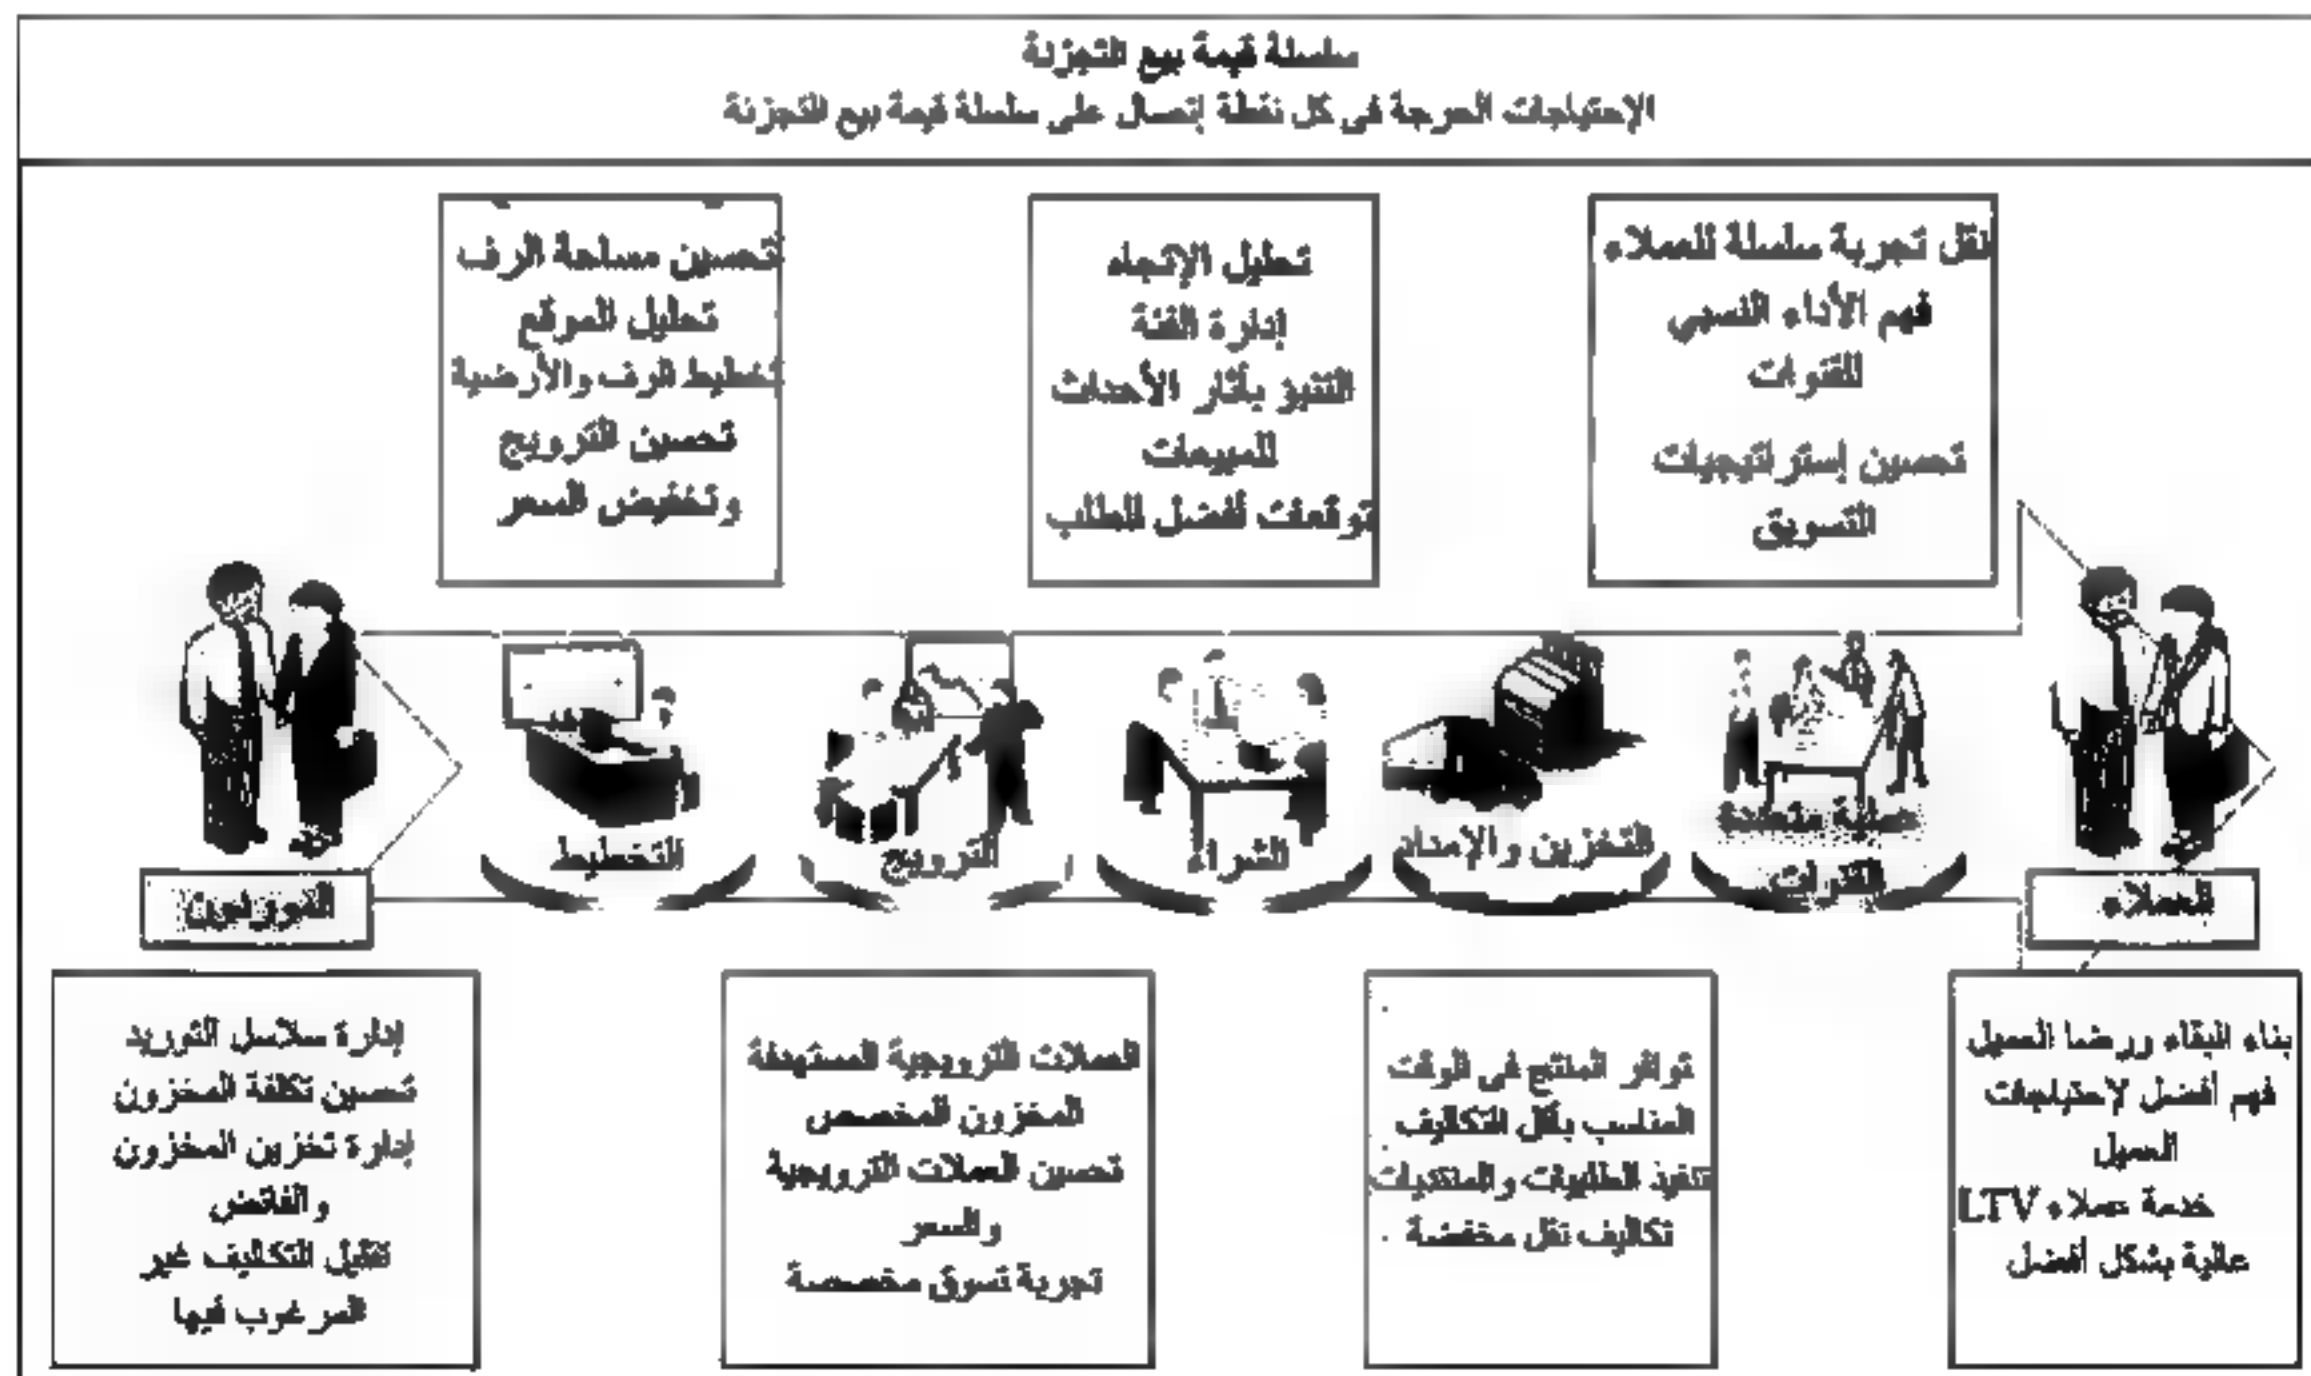 سلسلة قيمة بيع التجزئة
الإحتياجات الحرجة فى كل نقطة إتصال على سلسلة قيمة بيع التجزئة
نقل تجربة سلسلة للعملاء
فهم الأداء النسبي
للقنوات
تحسين إستراتيجيات
التسويق
تحليل الإتجاه
إدارة الفئة
التنبؤ بأثار الأحداث
للمبيعات
توقعات أفضل للطلب
تحسين مساحة الرف
تحليل الموقع
تخطيط الرف والأرضية
تحسين الترويج
وتخفيض السعر
العملاء
عملية متعددة
القنوات
التخزين والإمداد
الشراء
الترويج
التخطيط
الموردون
بناء البقاء ورضا العميل
فهم أفضل لإحتياجات
العميل
خدمة عملاء LTV
عالية بشكل أفضل
توافر المنتج فى الوقت
المناسب بأقل التكاليف
تنفيذ الطلبيات والمنتديات
تكاليف نقل مخفضة
الحملات الترويجية المستهدفة
المخزون المخصص
تحسين الحملات الترويجية
والسعر
تجربة تسوق مخصصة
إدارة سلاسل التوريد
تحسين تكلفة المخزون
إدارة تخزين المخزون
والفائض
تقليل التكاليف غير
المرغوب فيها